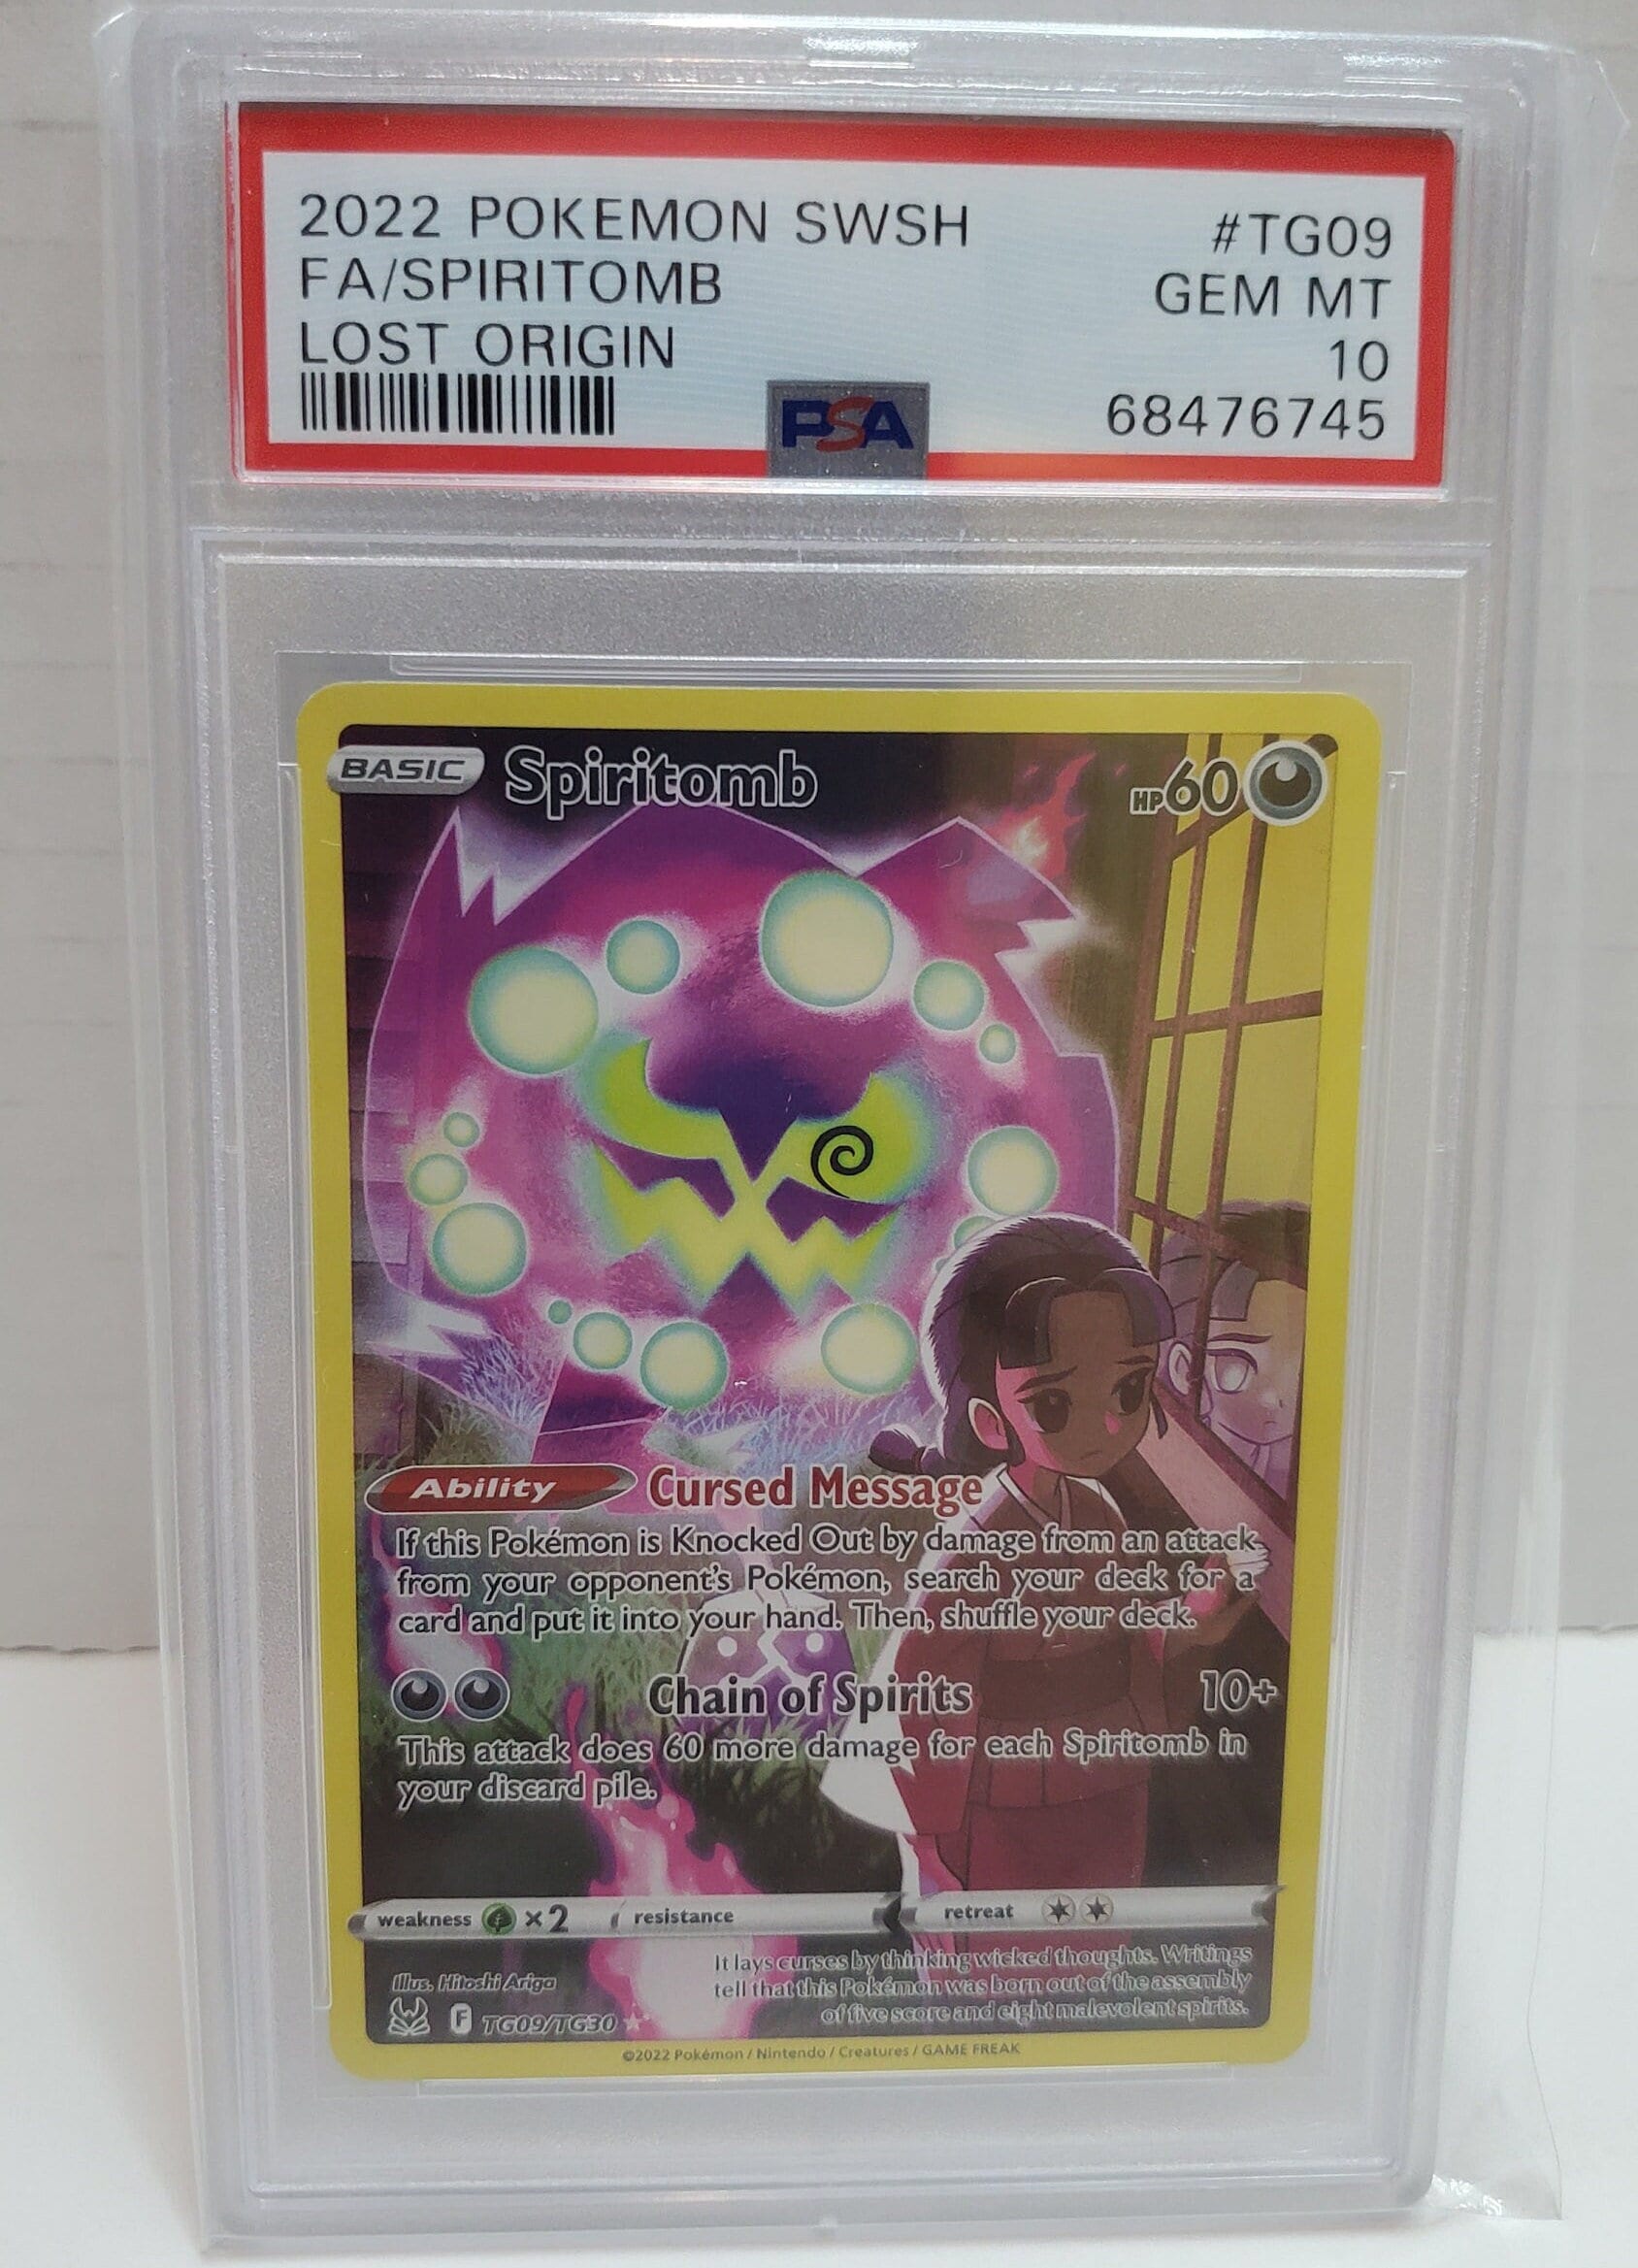 2022 POKEMON SWSH #TG09
FA/SPIRITOMB GEM MT
LOST ORIGIN 10
PSA 68476745
BASIC Spiritomb HP60
Ability Cursed Message
If this Pokémon is Knocked Out by damage from an attack
from your opponent's Pokémon, search your deck for a
card and put it into your hand. Then, shuffle your deck.
Chain of Spirits 10+
This attack does 60 more damage for each Spiritomb in
your discard pile.
weakness ×2 resistance retreat
It lays curses by thinking wicked thoughts. Writings
tell that this Pokémon was born out of the assembly
of five score and eight malevolent spirits.
Illus. Hitoshi Ariga
F TG09/TG30
©2022 Pokémon / Nintendo / Creatures / GAME FREAK